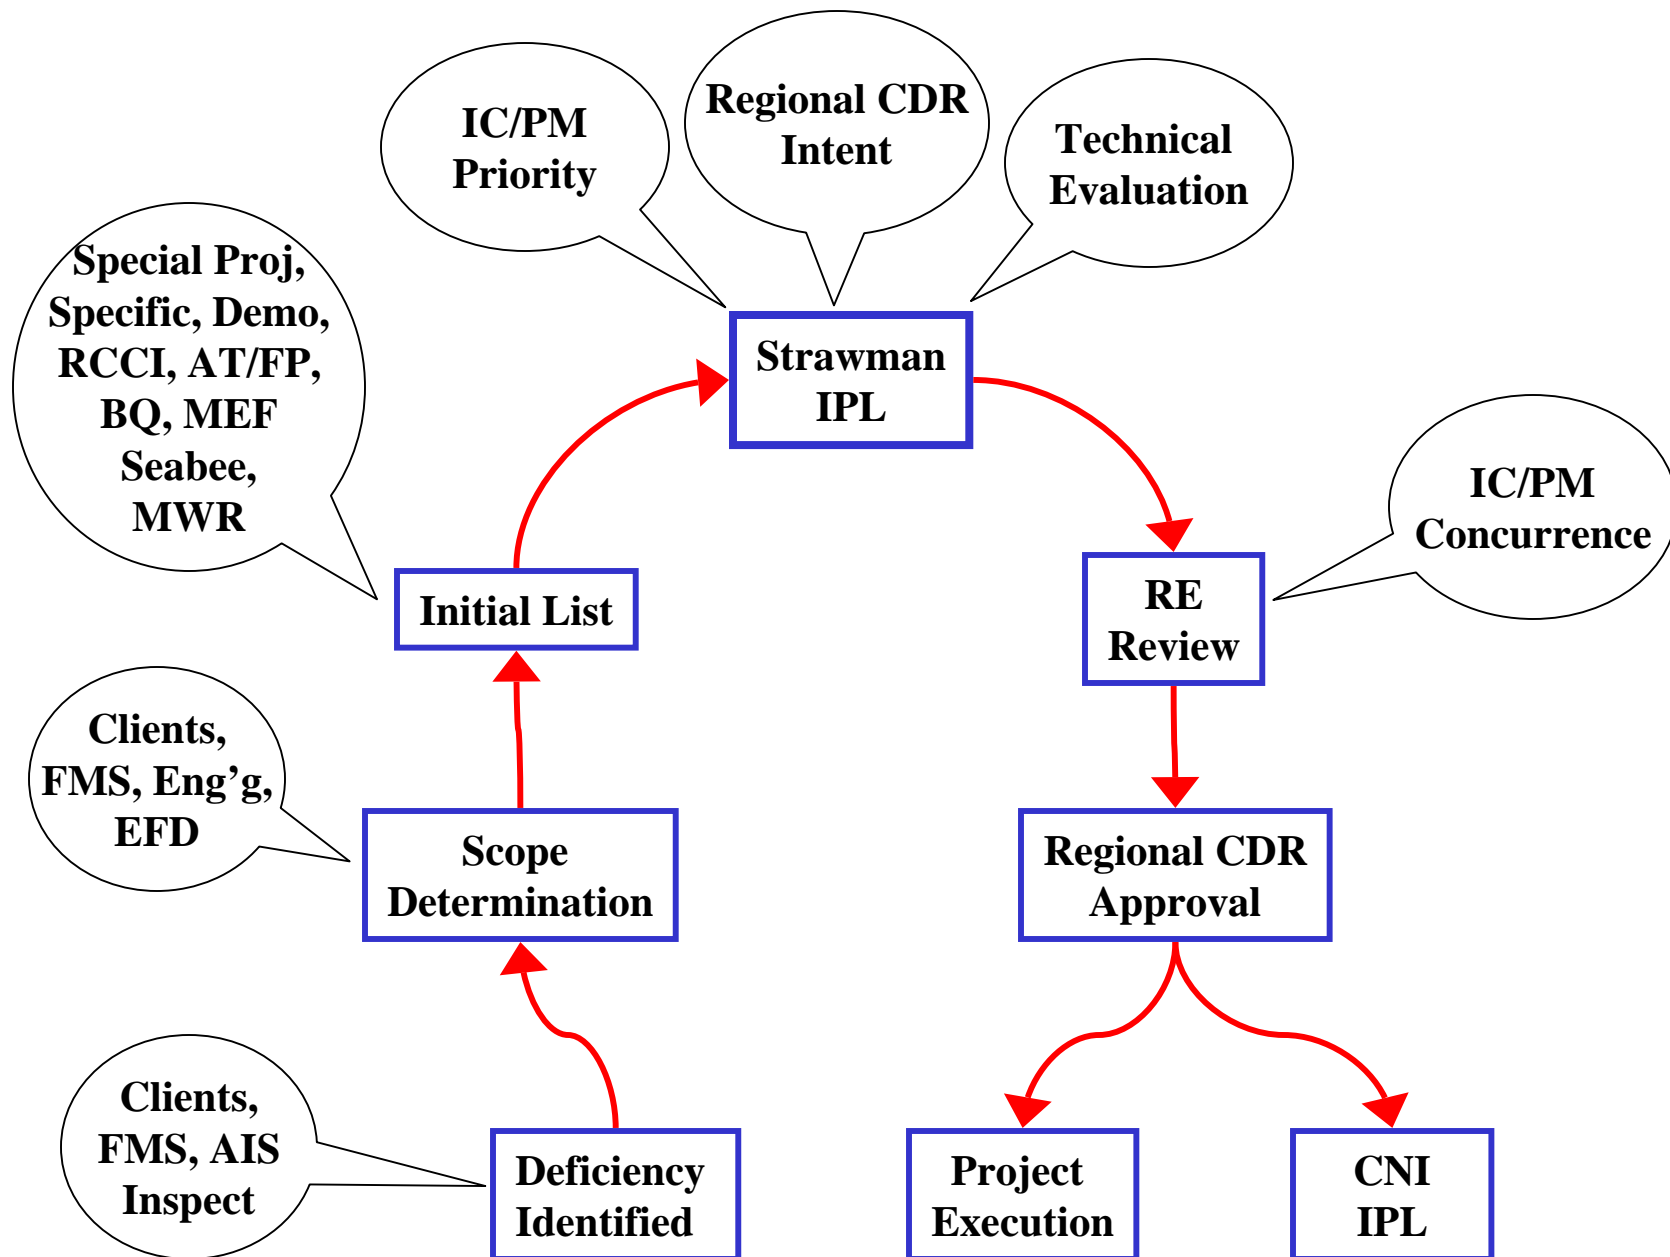 Regional CDR
Intent
IC/PM
Priority
Technical
Evaluation
Special Proj,
Specific, Demo,
RCCI, AT/FP,
BQ, MEF
Seabee,
MWR
Strawman
IPL
IC/PM
Concurrence
Initial List
RE
Review
Clients,
FMS, Eng’g,
EFD
Scope
Determination
Regional CDR
Approval
Clients,
FMS, AIS
Inspect
Deficiency
Identified
Project
Execution
CNI
IPL